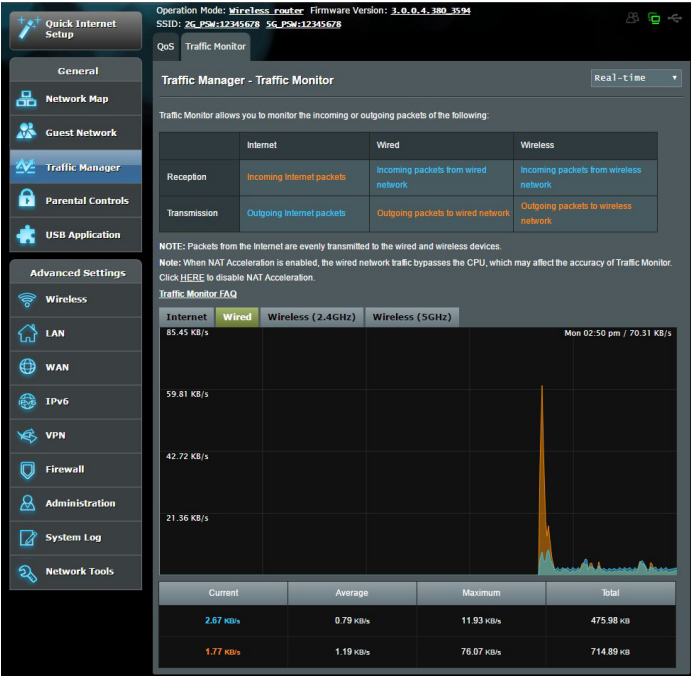 Quick Internet
Setup
General
Network Map
Guest Network
Traffic Manager
Parental Controls
USB Application
Advanced Settings
Wireless
LAN
WAN
IPv6
VPN
Firewall
Administration
System Log
Network Tools
Operation Mode: Wireless router Firmware Version: 3.0.0.4.380_3594
SSID: 2G_PSW:12345678 5G_PSW:12345678
QoS Traffic Monitor
Traffic Manager - Traffic Monitor
Real-time
Traffic Monitor allows you to monitor the incoming or outgoing packets of the following:
Internet Wired Wireless
Reception Incoming Internet packets Incoming packets from wired network Incoming packets from wireless network
Transmission Outgoing Internet packets Outgoing packets to wired network Outgoing packets to wireless network
NOTE: Packets from the Internet are evenly transmitted to the wired and wireless devices.
Note: When NAT Acceleration is enabled, the wired network trafic bypasses the CPU, which may affect the accuracy of Traffic Monitor.
Click HERE to disable NAT Acceleration.
Traffic Monitor FAQ
Internet Wired Wireless (2.4GHz) Wireless (5GHz)
85.45 KB/s Mon 02:50 pm / 70.31 KB/s
59.81 KB/s
42.72 KB/s
21.36 KB/s
Current Average Maximum Total
2.67 KB/s 0.79 KB/s 11.93 KB/s 475.98 KB
1.77 KB/s 1.19 KB/s 76.07 KB/s 714.89 KB